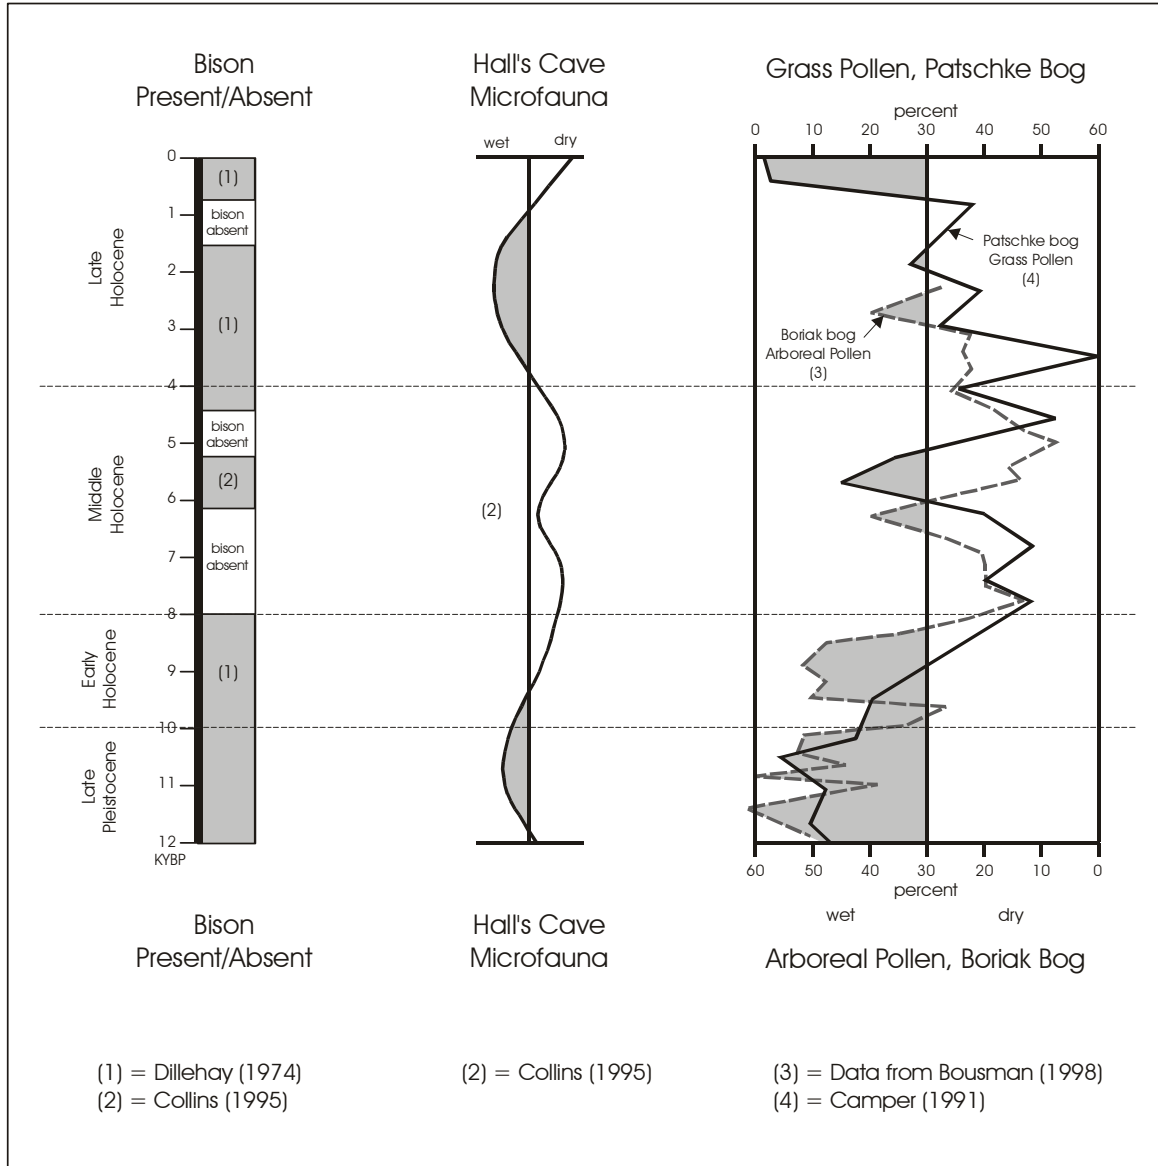 Bison
Present/Absent
Hall's Cave
Microfauna
Grass Pollen, Patschke Bog
percent
wet
dry
0 10 20 30 40 50 60
0
1
2
3
4
5
6
7
8
9
10
11
12
KYBP
Late
Holocene
Middle
Holocene
Early
Holocene
Late
Pleistocene
(1)
bison
absent
(1)
bison
absent
(2)
bison
absent
(1)
(2)
Patschke bog
Grass Pollen
(4)
Boriak bog
Arboreal Pollen
(3)
60 50 40 30 20 10 0
percent
wet
dry
Bison
Present/Absent
Hall's Cave
Microfauna
Arboreal Pollen, Boriak Bog
(1) = Dillehay (1974)
(2) = Collins (1995)
(2) = Collins (1995)
(3) = Data from Bousman (1998)
(4) = Camper (1991)